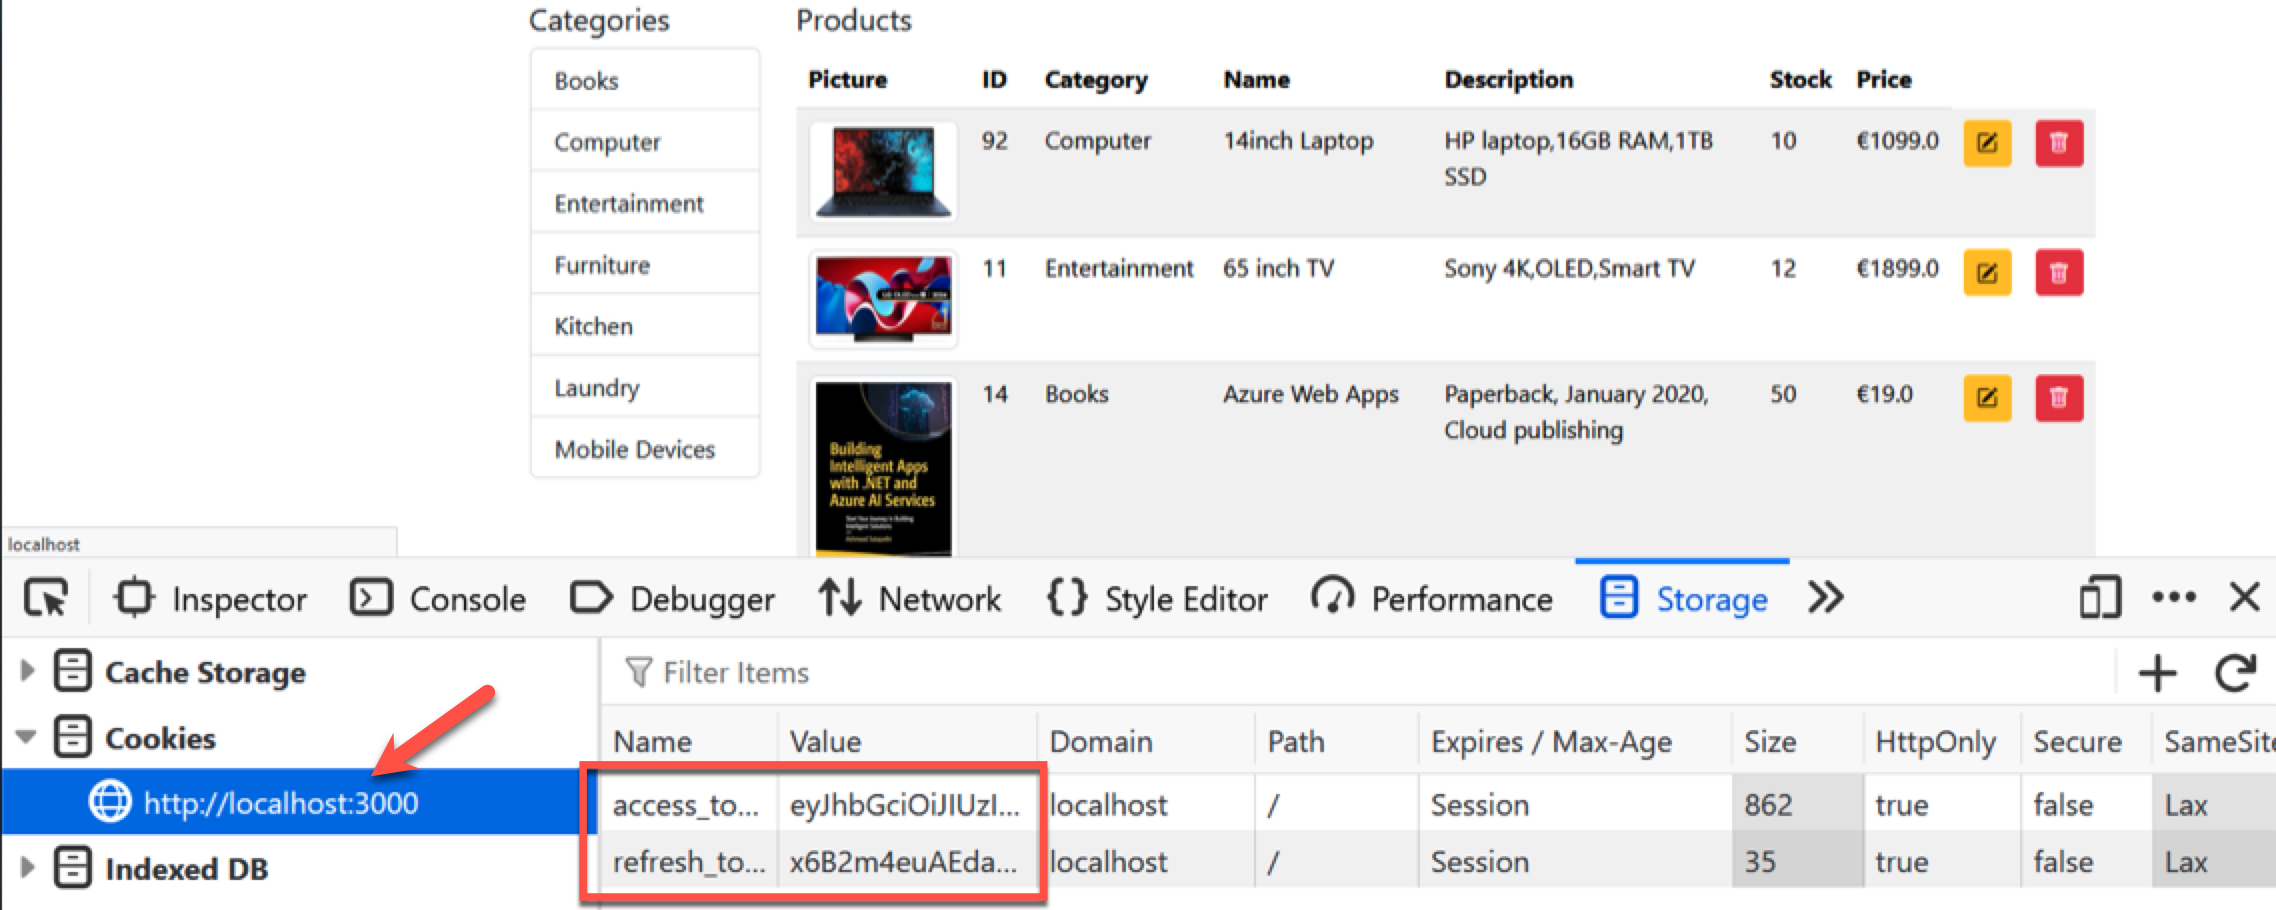 Categories
Books
Computer
Entertainment
Furniture
Kitchen
Laundry
Mobile Devices
Products
Picture ID Category Name Description Stock Price
92 Computer 14inch Laptop HP laptop,16GB RAM,1TB SSD 10 €1099.0
11 Entertainment 65 inch TV Sony 4K,OLED,Smart TV 12 €1899.0
14 Books Azure Web Apps Paperback, January 2020, Cloud publishing 50 €19.0
Building
Intelligent Apps
with .NET and
Azure AI Services
localhost
Inspector Console Debugger Network Style Editor Performance Storage
Cache Storage
Cookies
http://localhost:3000
Indexed DB
Filter Items
Name Value Domain Path Expires / Max-Age Size HttpOnly Secure SameSite
access_to... eyJhbGciOiJIUzI... localhost / Session 862 true false Lax
refresh_to... x6B2m4euAEda... localhost / Session 35 true false Lax